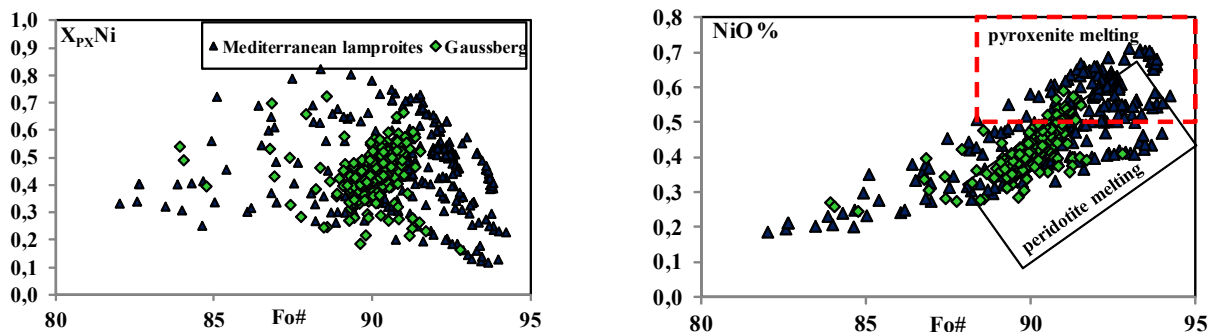 1,0
0,9
0,8
0,7
0,6
0,5
0,4
0,3
0,2
0,1
0,0
X_PX Ni
Mediterranean lamproites Gaussberg
80 85 90 95
Fo#
0,8
0,7
0,6
0,5
0,4
0,3
0,2
0,1
0,0
NiO %
pyroxenite melting
peridotite melting
80 85 90 95
Fo#